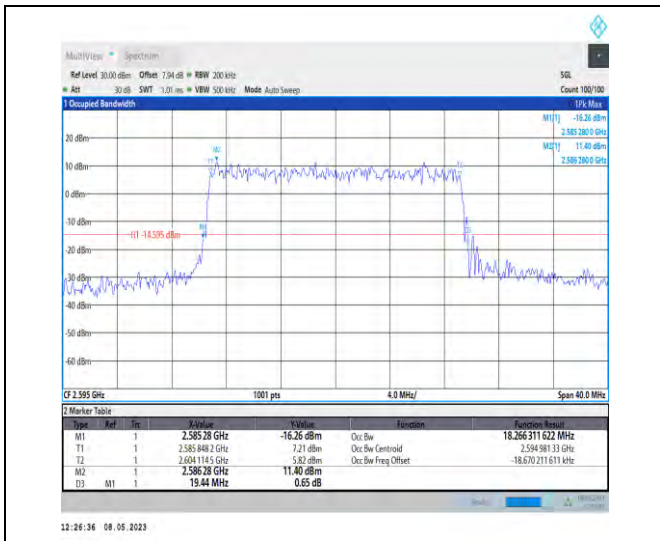 MultiView Spectrum
Ref Level 30.00 dBm Offset 7.94 dB RBW 200 kHz SGL
Att 30 dB SWT 1.01 ms VBW 500 kHz Mode Auto Sweep Count 100/100
1 Occupied Bandwidth 1Pk Max
M1[1] -16.26 dBm
2.585 280 0 GHz
M2[1] 11.40 dBm
2.586 280 0 GHz
20 dBm
M2
10 dBm
0 dBm
-10 dBm
H1 -14.595 dBm
-20 dBm
-30 dBm
-40 dBm
-50 dBm
-60 dBm
CF 2.595 GHz 1001 pts 4.0 MHz/ Span 40.0 MHz
2 Marker Table
Type Ref Trc X-Value Y-Value Function Function Result
M1 1 2.585 28 GHz -16.26 dBm Occ Bw 18.266 311 622 MHz
T1 1 2.585 848 2 GHz 7.21 dBm Occ Bw Centroid 2.594 981 33 GHz
T2 1 2.604 114 5 GHz 5.82 dBm Occ Bw Freq Offset -18.670 211 611 kHz
M2 1 2.586 28 GHz 11.40 dBm
D3 M1 1 19.44 MHz 0.65 dB
12:26:36 08.05.2023